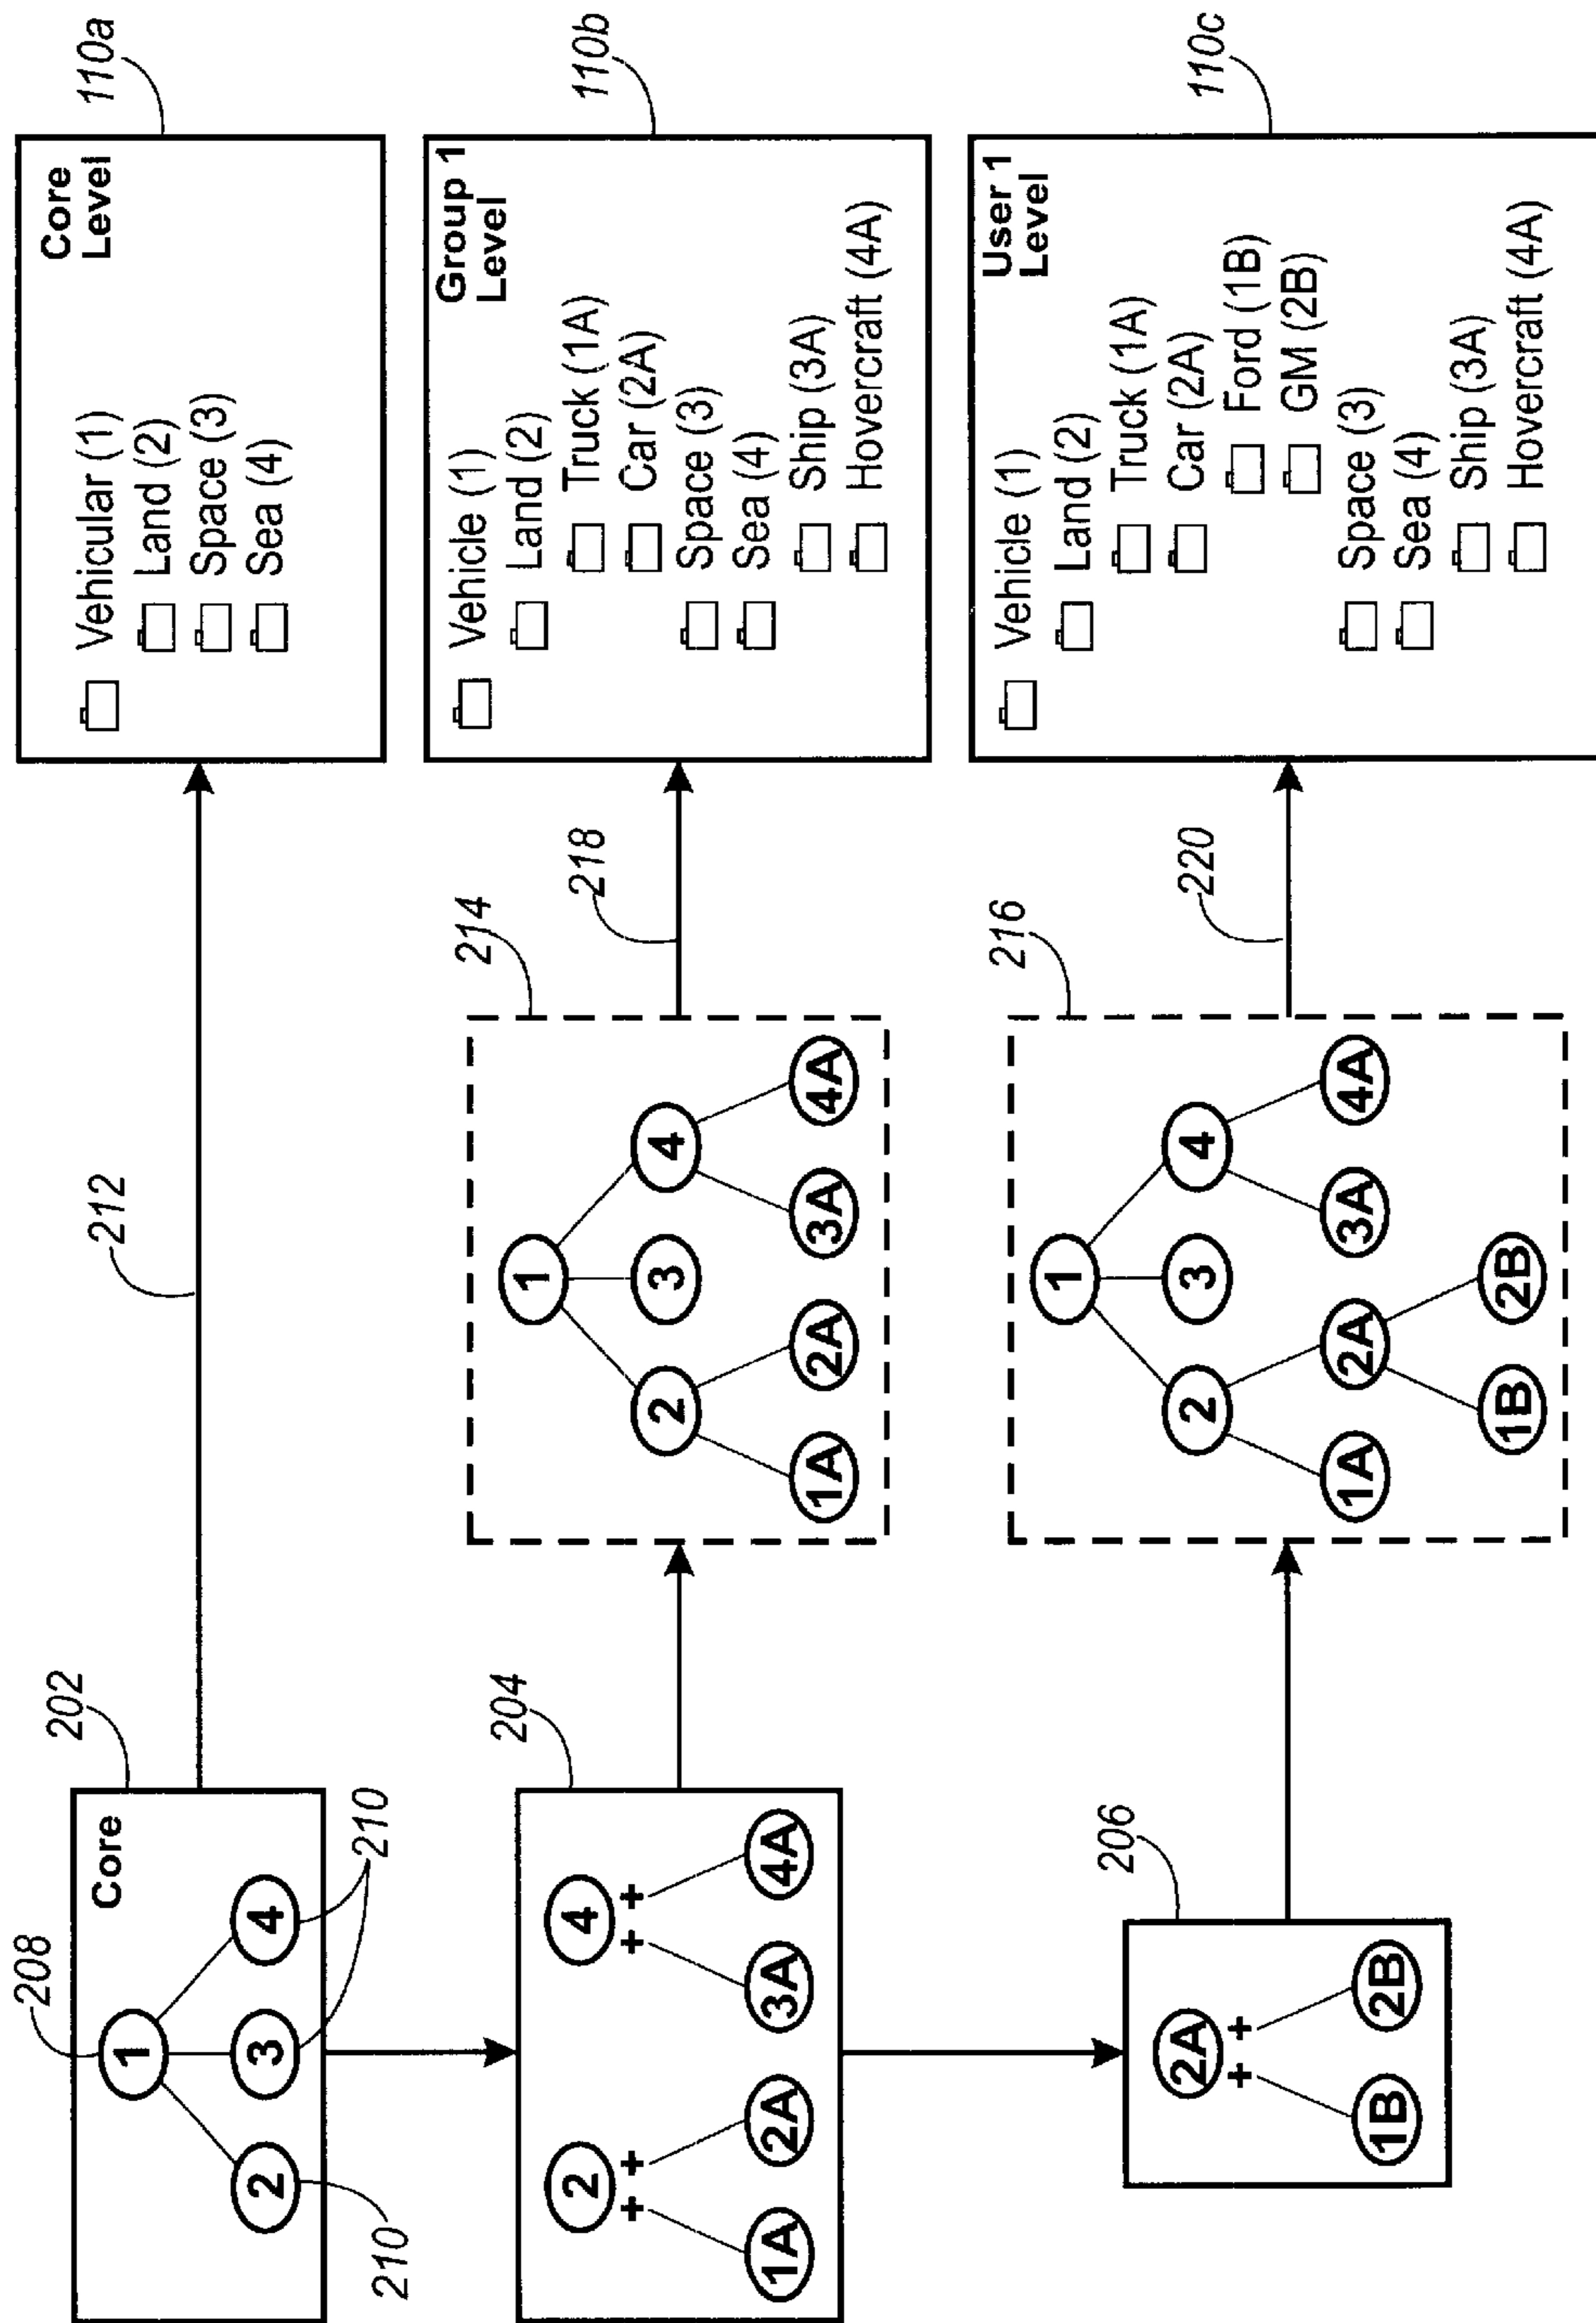 Core
208
1
2
3
4
210
210
202
212
Core
Level
Vehicular (1)
Land (2)
Space (3)
Sea (4)
110a
2
+ +
1A
2A
4
+ +
3A
4A
204
214
1
2
3
4
1A
2A
3A
4A
218
Group 1
Level
Vehicle (1)
Land (2)
Truck (1A)
Car (2A)
Space (3)
Sea (4)
Ship (3A)
Hovercraft (4A)
110b
2A
+ +
1B
2B
206
216
1
2
3
4
1A
2A
3A
4A
1B
2B
220
User 1
Level
Vehicle (1)
Land (2)
Truck (1A)
Car (2A)
Ford (1B)
GM (2B)
Space (3)
Sea (4)
Ship (3A)
Hovercraft (4A)
110c